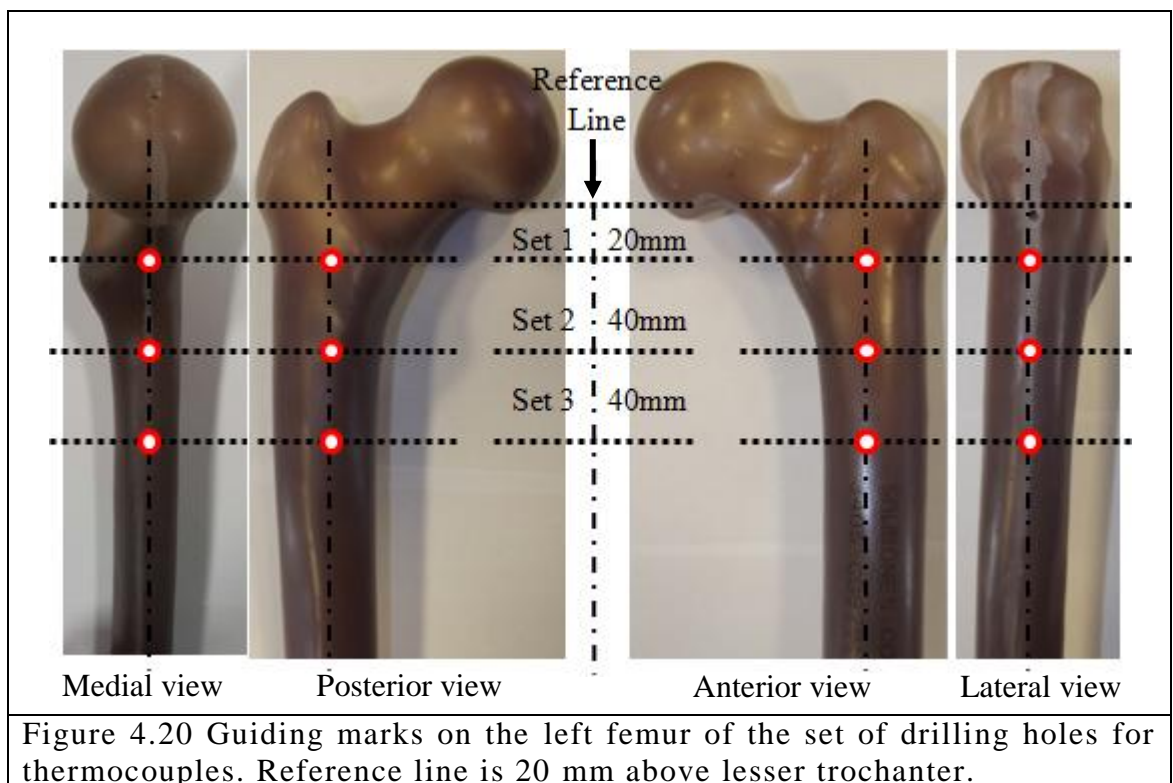 Reference
Line
Set 1 20mm
Set 2 40mm
Set 3 40mm
Medial view Posterior view Anterior view Lateral view
Figure 4.20 Guiding marks on the left femur of the set of drilling holes for
thermocouples. Reference line is 20 mm above lesser trochanter.